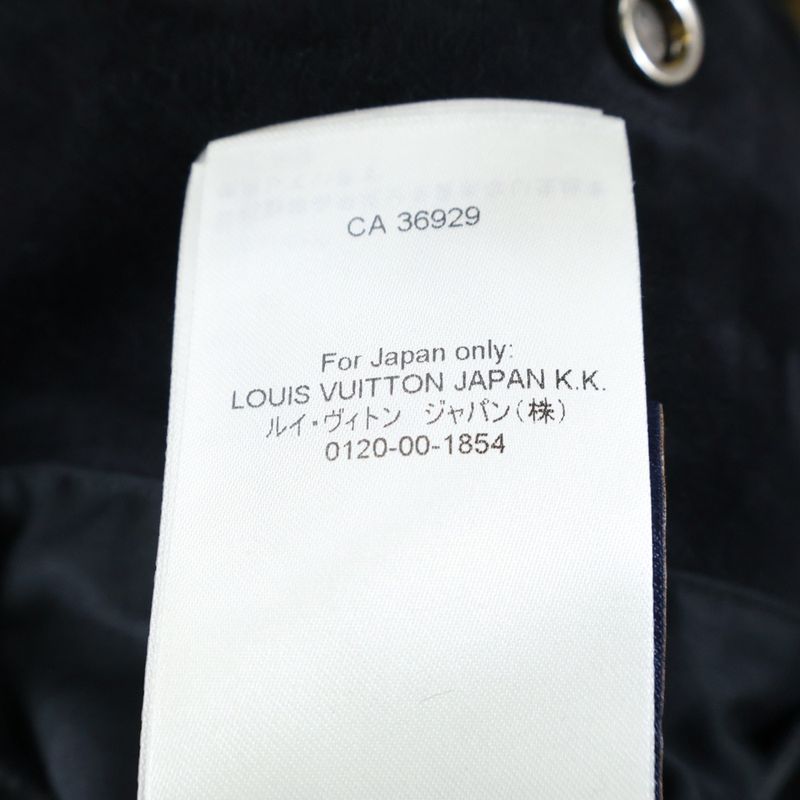 CA 36929
For Japan only:
LOUIS VUITTON JAPAN K.K.
ルイ・ヴィトン ジャパン(株)
0120-00-1854